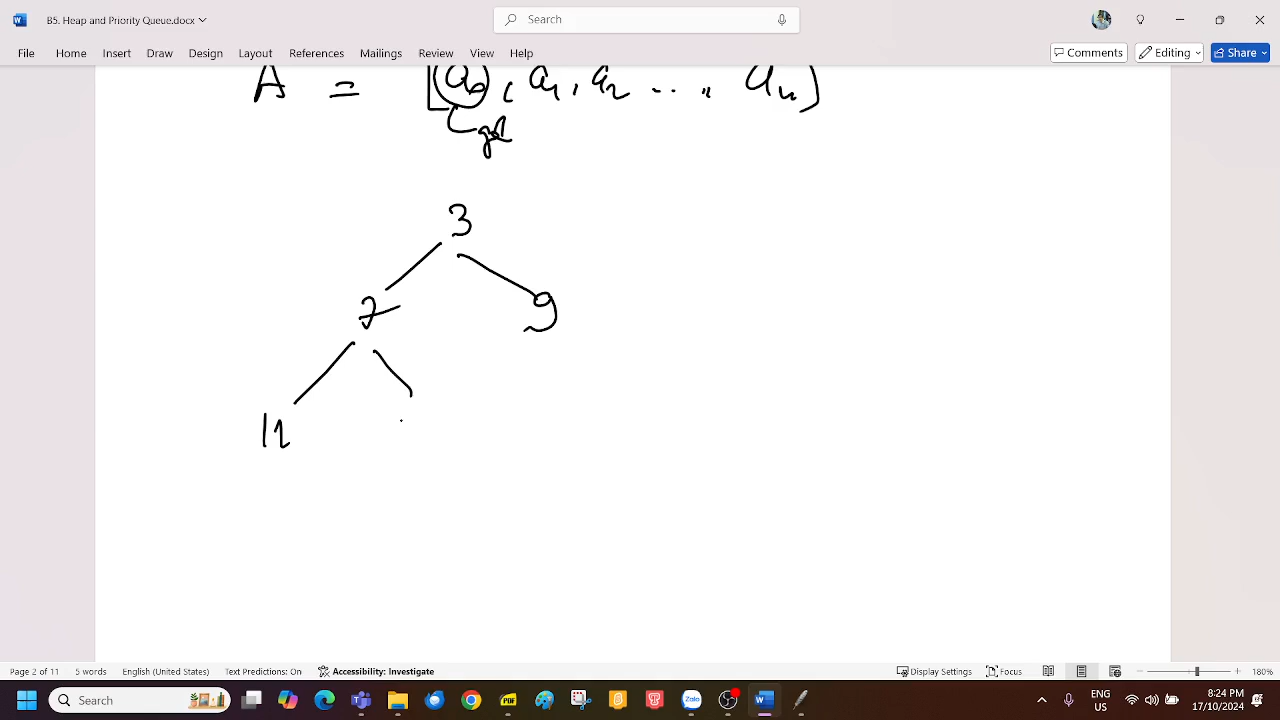 B5. Heap and Priority Queue.docx
Search
File Home Insert Draw Design Layout References Mailings Review View Help
Comments Editing Share
A = [a0, a1, a2 ..., an]
3
7 9
11
Page 2 of 11 5 words English (United States) Text Predictions: On Accessibility: Investigate Display Settings Focus 180%
Search PDF Zalo ENG US 8:24 PM 17/10/2024